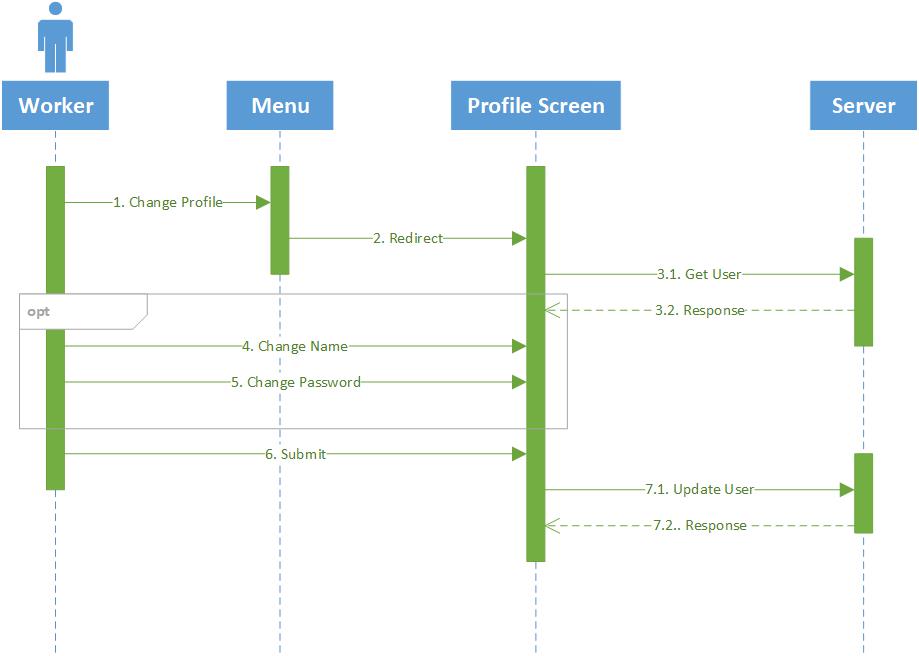 Worker
Menu
Profile Screen
Server
1. Change Profile
2. Redirect
3.1. Get User
opt
3.2. Response
4. Change Name
5. Change Password
6. Submit
7.1. Update User
7.2.. Response